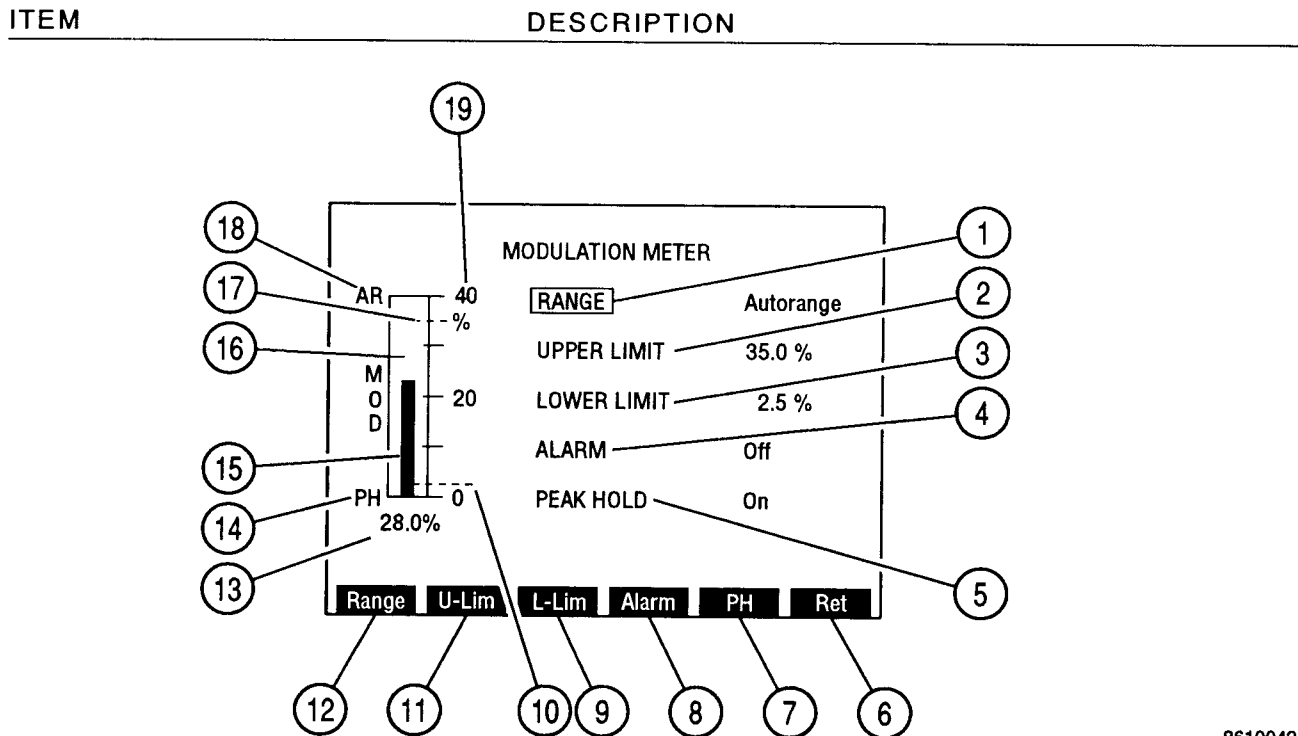 ITEM DESCRIPTION
19
18
17
16
15
14
13
MODULATION METER
AR 40 RANGE Autorange 1
%
UPPER LIMIT 35.0 % 2
MOD
20 LOWER LIMIT 2.5 % 3
ALARM Off 4
PH 0 PEAK HOLD On 5
28.0%
Range U-Lim L-Lim Alarm PH Ret
12 11 10 9 8 7 6